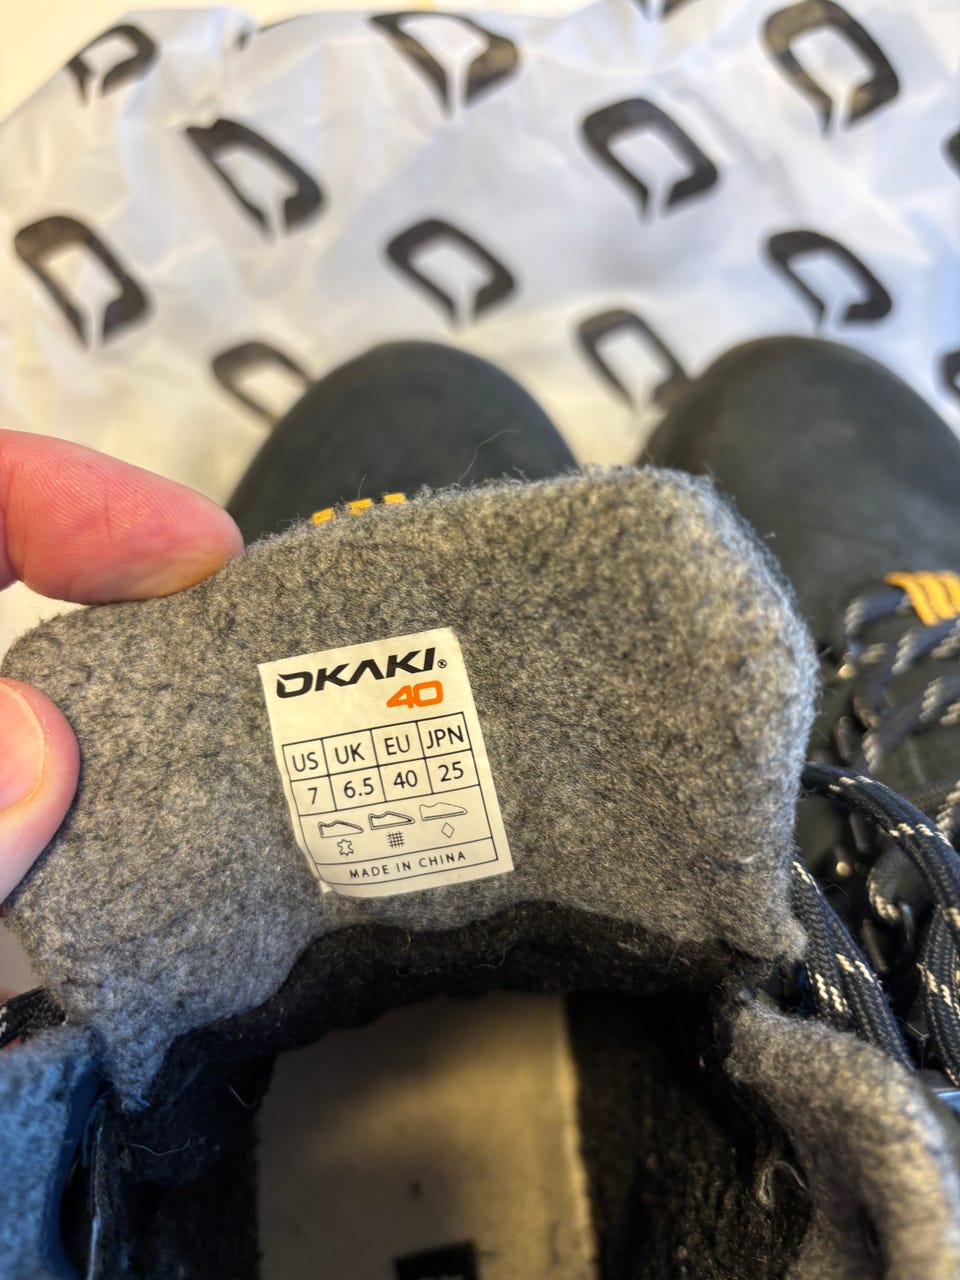 OKAKI®
40
US UK EU JPN
7 6.5 40 25
MADE IN CHINA